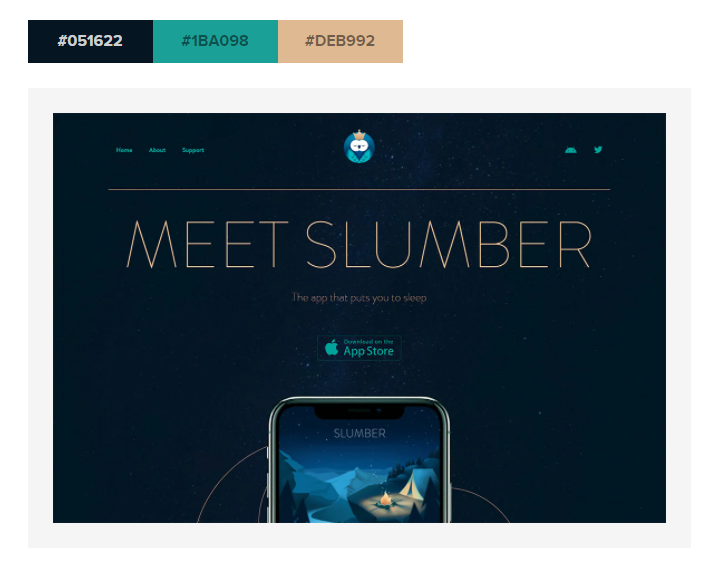 #051622 #1BA098 #DEB992
Home About Support
MEET SLUMBER
The app that puts you to sleep
Download on the
App Store
SLUMBER